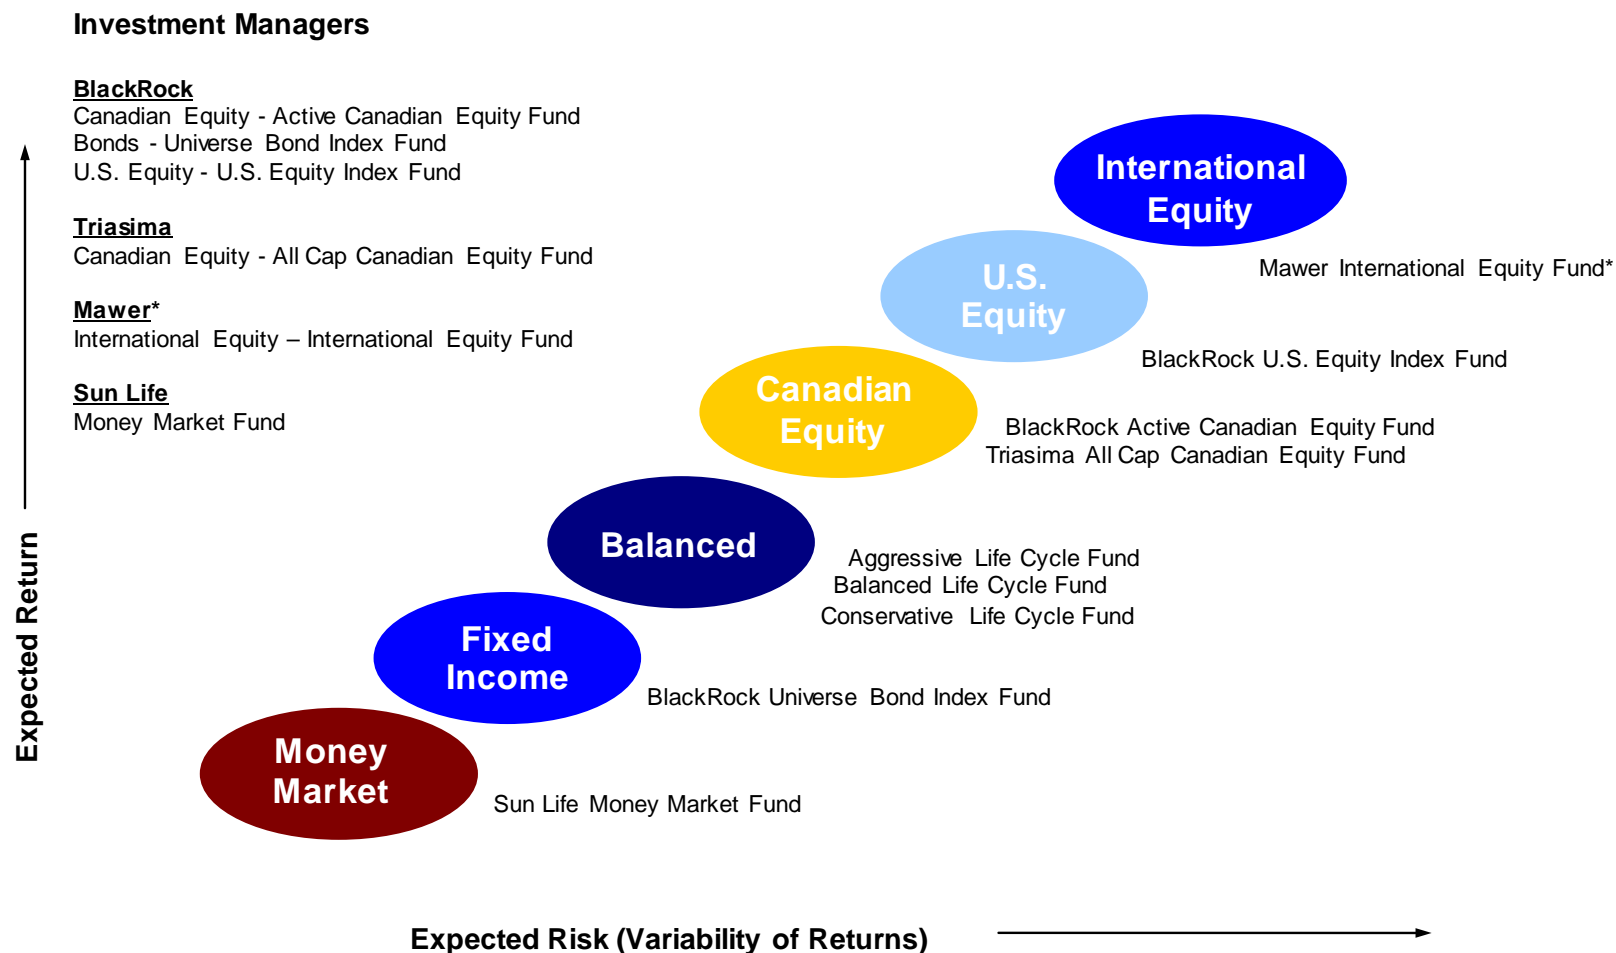 Investment Managers
BlackRock
Canadian Equity - Active Canadian Equity Fund
Bonds - Universe Bond Index Fund
U.S. Equity - U.S. Equity Index Fund
Triasima
Canadian Equity - All Cap Canadian Equity Fund
Mawer*
International Equity – International Equity Fund
Sun Life
Money Market Fund
International
Equity
Mawer International Equity Fund*
U.S.
Equity
BlackRock U.S. Equity Index Fund
Canadian
Equity
BlackRock Active Canadian Equity Fund
Triasima All Cap Canadian Equity Fund
Balanced
Aggressive Life Cycle Fund
Balanced Life Cycle Fund
Conservative Life Cycle Fund
Fixed
Income
BlackRock Universe Bond Index Fund
Money
Market
Sun Life Money Market Fund
Expected Return
Expected Risk (Variability of Returns)